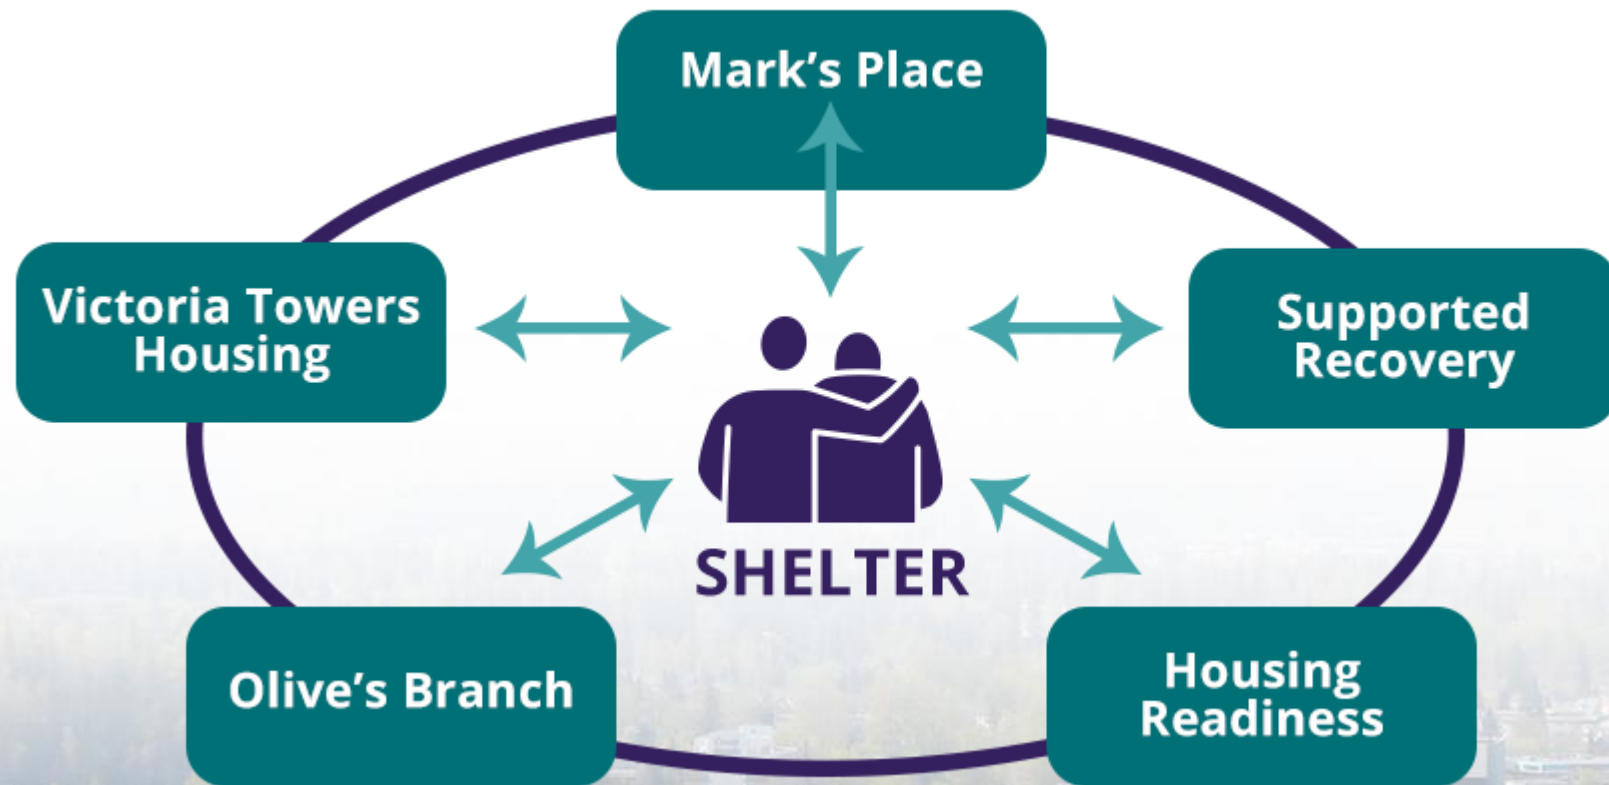 Mark’s Place
Victoria Towers
Housing
Supported
Recovery
SHELTER
Olive’s Branch
Housing
Readiness